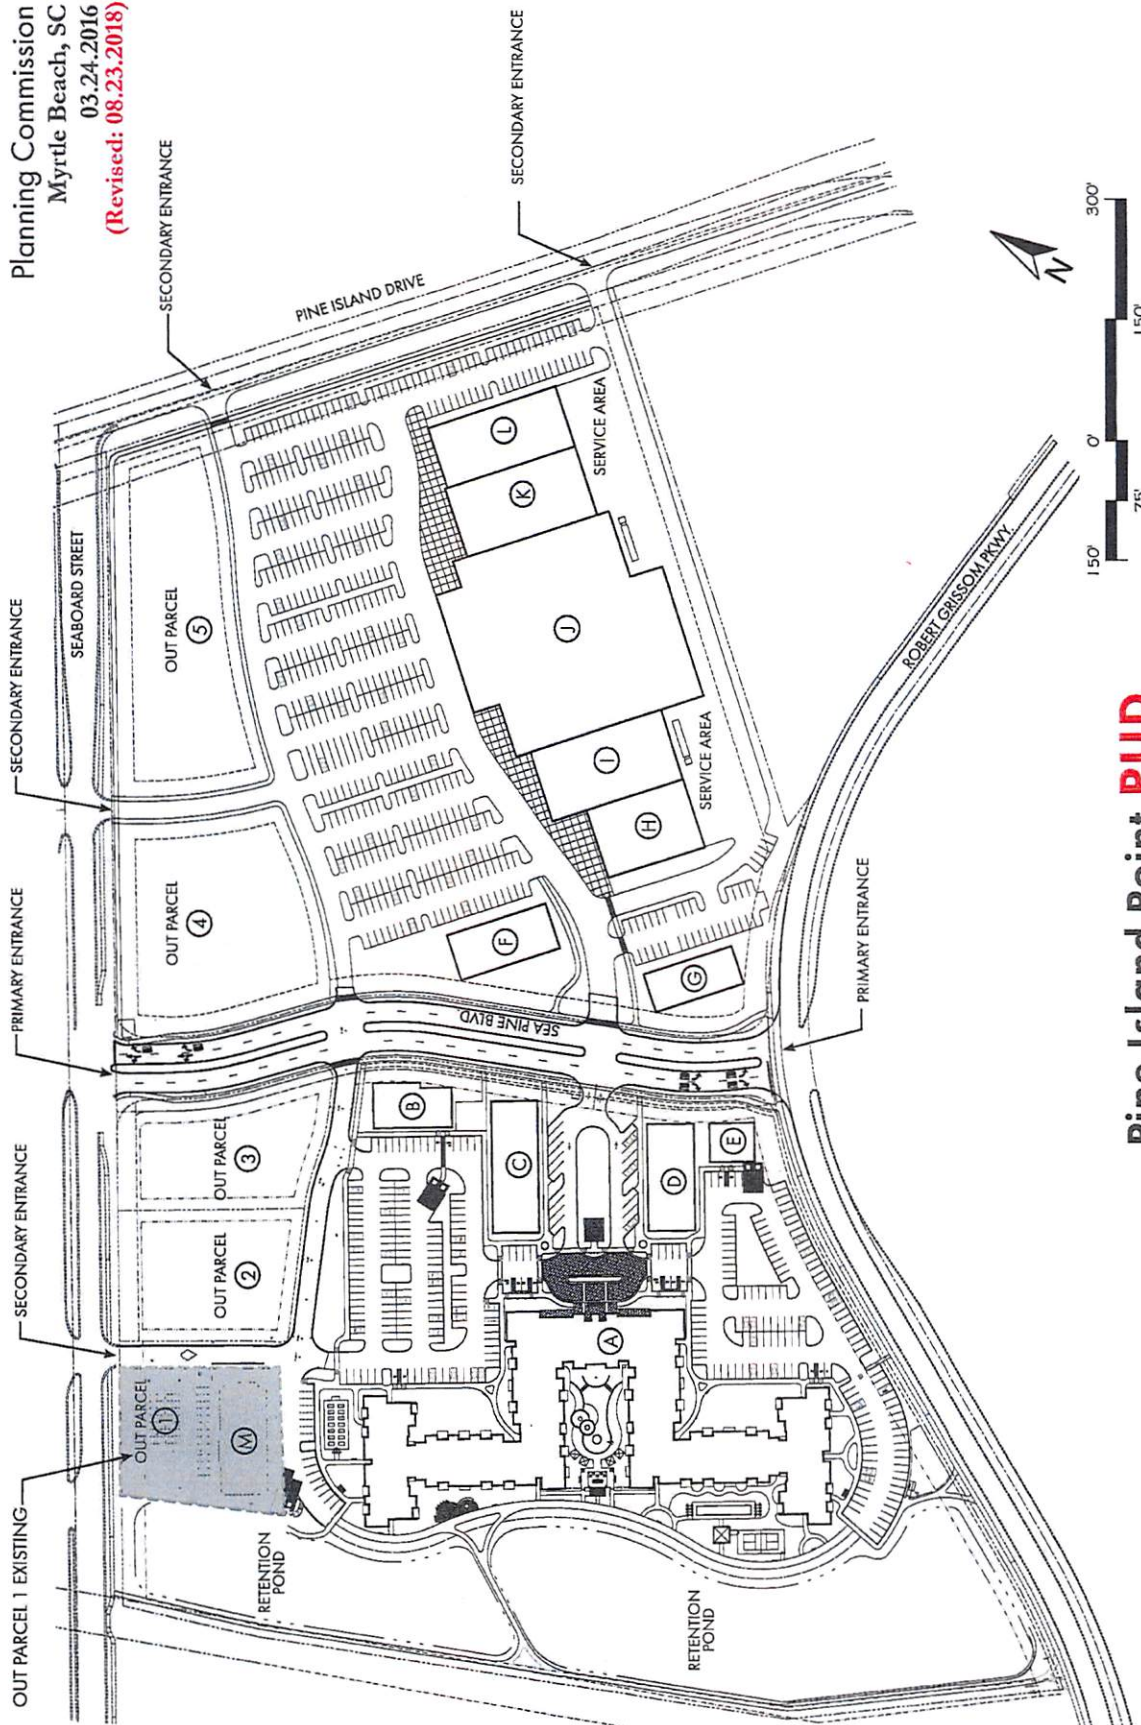 Planning Commission
Myrtle Beach, SC
03.24.2016
(Revised: 08.23.2018)
OUT PARCEL 1 EXISTING
SECONDARY ENTRANCE
PRIMARY ENTRANCE
SECONDARY ENTRANCE
SECONDARY ENTRANCE
SECONDARY ENTRANCE
SEABOARD STREET
PINE ISLAND DRIVE
OUT PARCEL
1
M
OUT PARCEL
2
OUT PARCEL
3
OUT PARCEL
4
OUT PARCEL
5
SEA PINE BLVD
A
B
C
D
E
F
G
H
I
J
K
L
SERVICE AREA
SERVICE AREA
RETENTION
POND
RETENTION
POND
PRIMARY ENTRANCE
ROBERT GRISSOM PKWY.
N
150'
75'
0'
150'
300'
Pine Island Point PUD